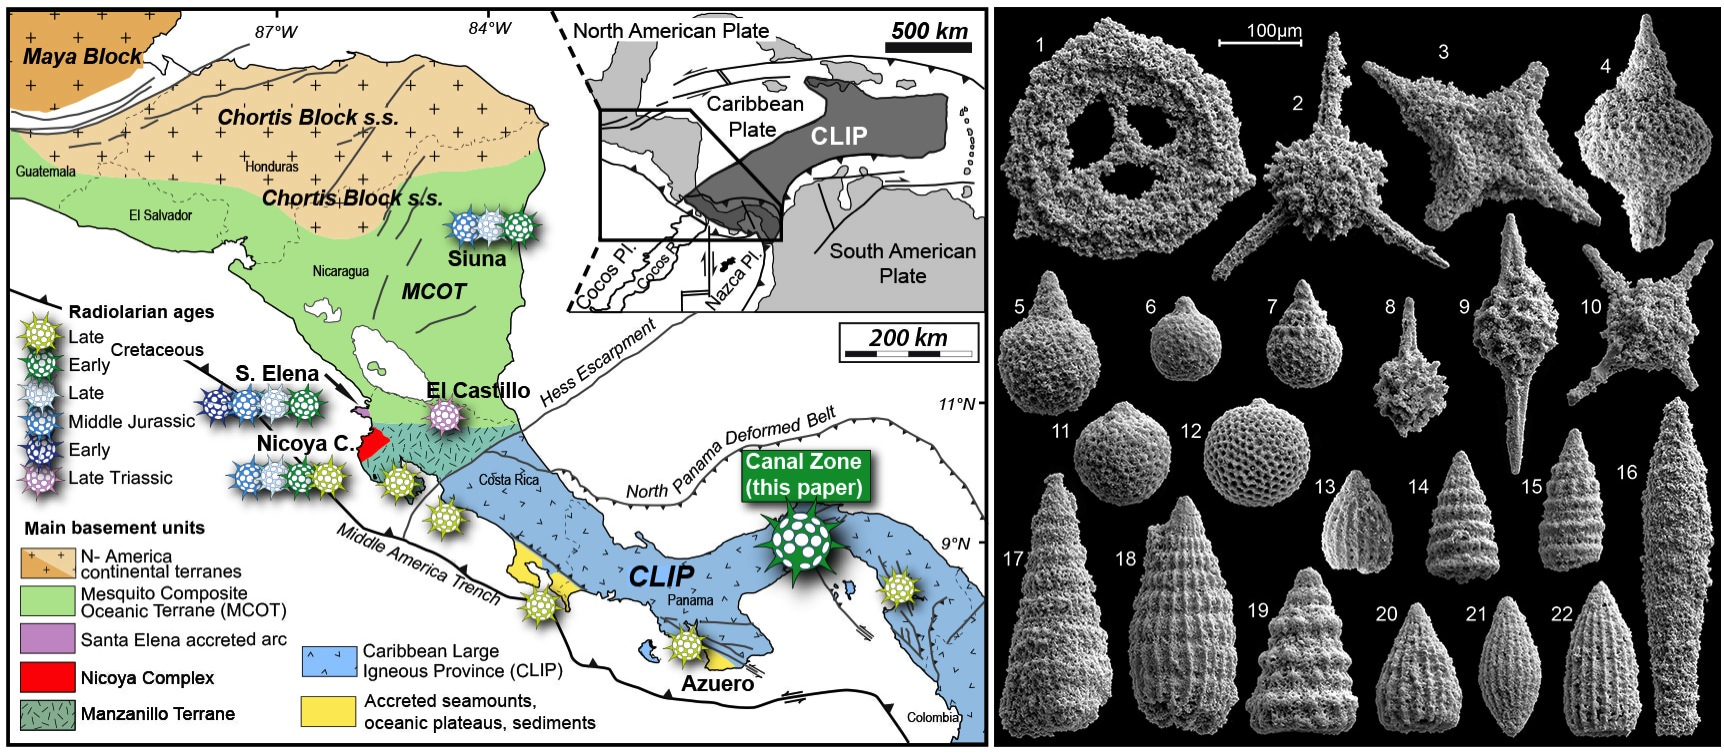 Maya Block
87°W
84°W
Chortis Block s.s.
Guatemala
Honduras
Chortis Block s.s.
El Salvador
Siuna
Nicaragua
MCOT
North American Plate
500 km
Caribbean
Plate
CLIP
South American
Plate
Cocos Pl.
Cocos R.
Nazca Pl.
200 km
Radiolarian ages
Late
Cretaceous
Early
Late
Middle Jurassic
Early
Late Triassic
S. Elena
El Castillo
Nicoya C.
Hess Escarpment
11°N
North Panama Deformed Belt
Canal Zone
(this paper)
Costa Rica
Middle America Trench
9°N
CLIP
Panama
Azuero
Colombia
Main basement units
N- America
continental terranes
Mesquito Composite
Oceanic Terrane (MCOT)
Santa Elena accreted arc
Nicoya Complex
Manzanillo Terrane
Caribbean Large
Igneous Province (CLIP)
Accreted seamounts,
oceanic plateaus, sediments
100µm
1
2
3
4
5
6
7
8
9
10
11
12
13
14
15
16
17
18
19
20
21
22